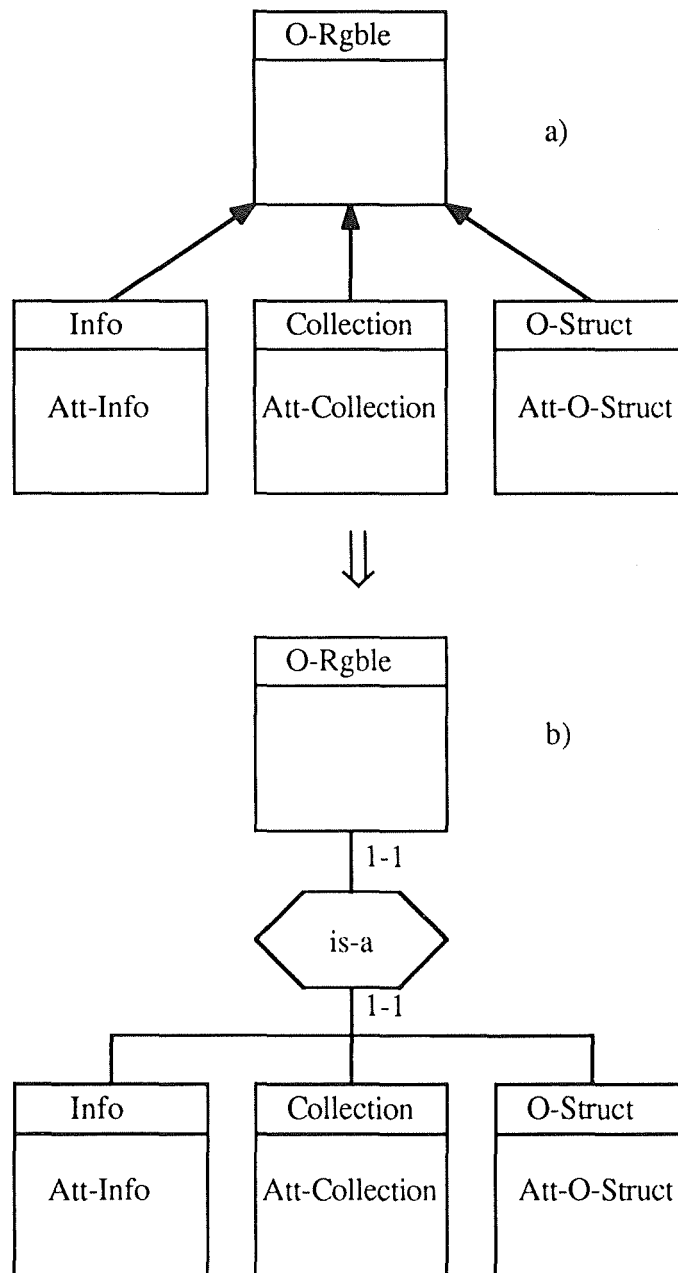 O-Rgble
a)
Info
Collection
O-Struct
Att-Info
Att-Collection
Att-O-Struct
O-Rgble
b)
1-1
is-a
1-1
Info
Collection
O-Struct
Att-Info
Att-Collection
Att-O-Struct